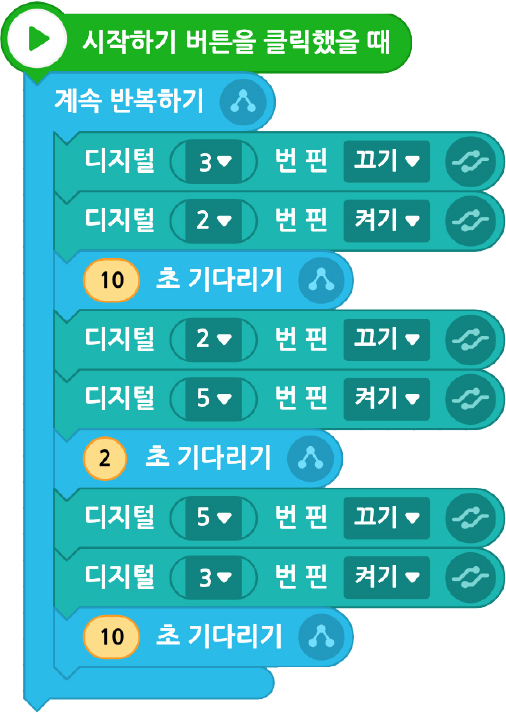 시작하기 버튼을 클릭했을 때
계속 반복하기
디지털 3 번 핀 끄기
디지털 2 번 핀 켜기
10 초 기다리기
디지털 2 번 핀 끄기
디지털 5 번 핀 켜기
2 초 기다리기
디지털 5 번 핀 끄기
디지털 3 번 핀 켜기
10 초 기다리기